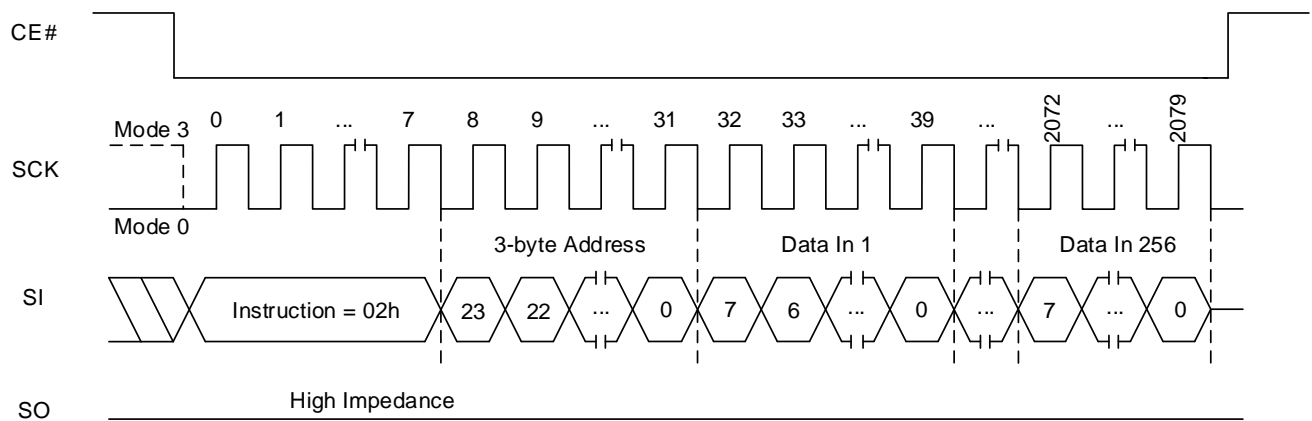 CE#
0 1 ... 7 8 9 ... 31 32 33 ... 39 ... 2072 ... 2079
Mode 3
SCK
Mode 0
3-byte Address Data In 1 Data In 256
SI Instruction = 02h 23 22 ... 0 7 6 ... 0 ... 7 ... 0
High Impedance
SO